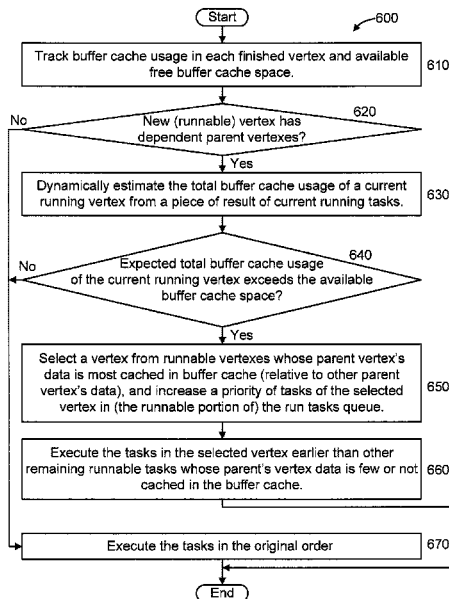 Start
600
Track buffer cache usage in each finished vertex and available
free buffer cache space.
610
No
620
New (runnable) vertex has
dependent parent vertexes?
Yes
Dynamically estimate the total buffer cache usage of a current
running vertex from a piece of result of current running tasks.
630
640
No
Expected total buffer cache usage
of the current running vertex exceeds the available
buffer cache space?
Yes
Select a vertex from runnable vertexes whose parent vertex's
data is most cached in buffer cache (relative to other parent
vertex's data), and increase a priority of tasks of the selected
vertex in (the runnable portion of) the run tasks queue.
650
Execute the tasks in the selected vertex earlier than other
remaining runnable tasks whose parent's vertex data is few or not
cached in the buffer cache.
660
Execute the tasks in the original order
670
End